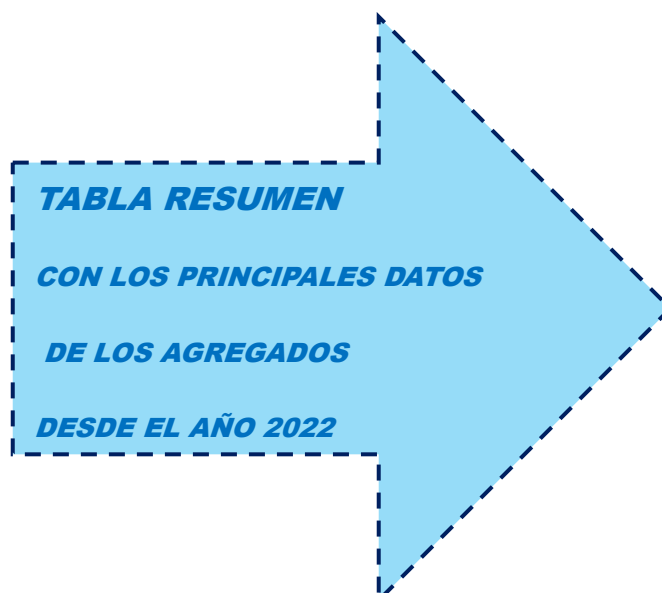 TABLA RESUMEN
CON LOS PRINCIPALES DATOS
DE LOS AGREGADOS
DESDE EL AÑO 2022